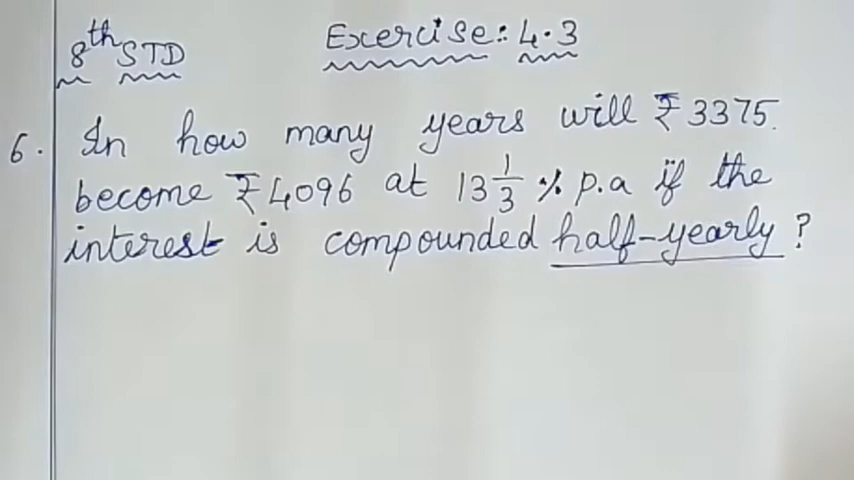 8th STD Exercise: 4.3
6. In how many years will ₹3375.
become ₹4096 at 13 1/3 % p.a if the
interest is compounded half-yearly?